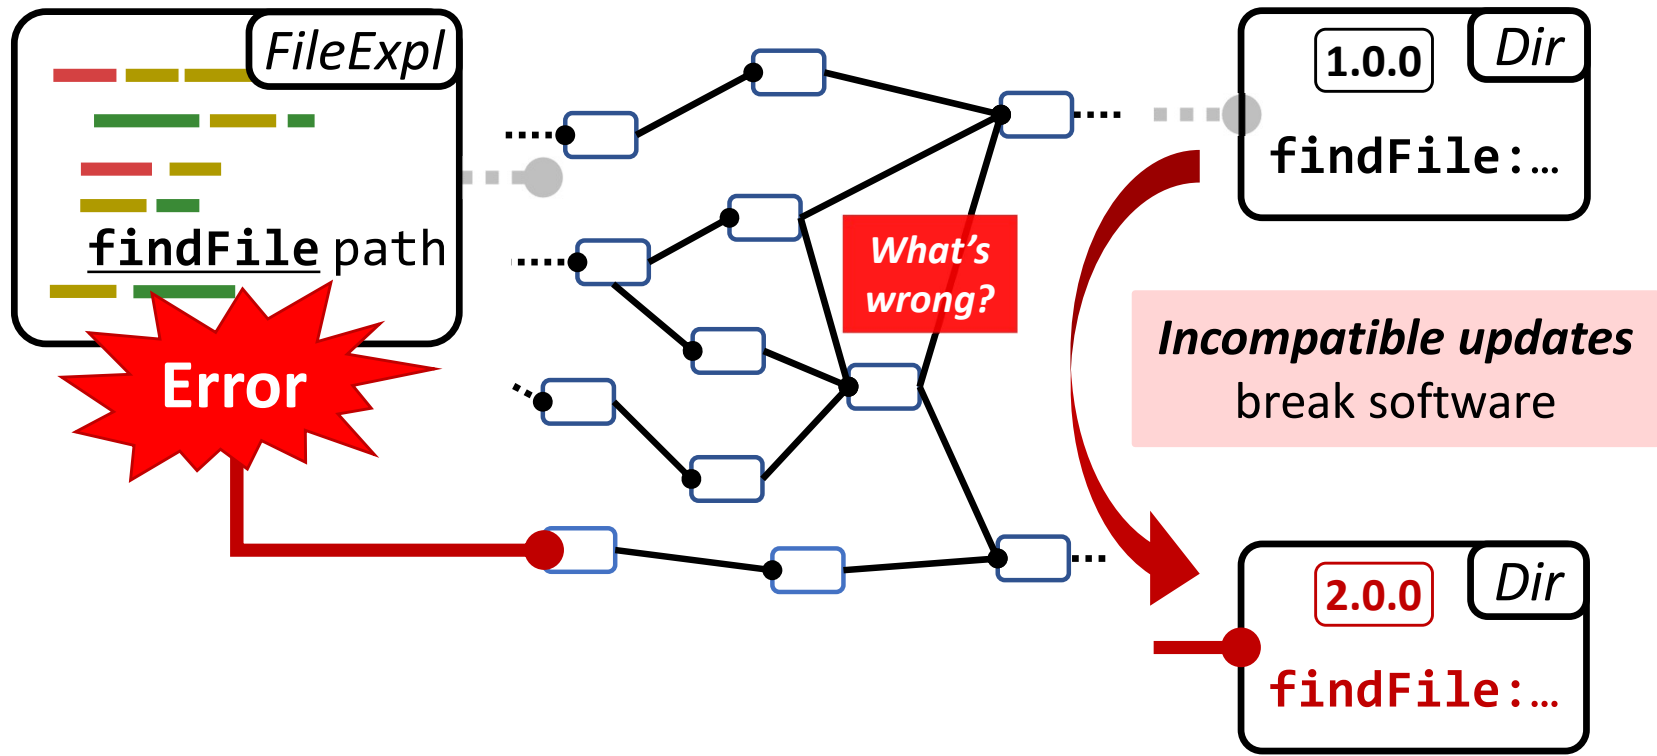 FileExpl
findFile path
Error
What's
wrong?
1.0.0
Dir
findFile:…
Incompatible updates
break software
2.0.0
Dir
findFile:…